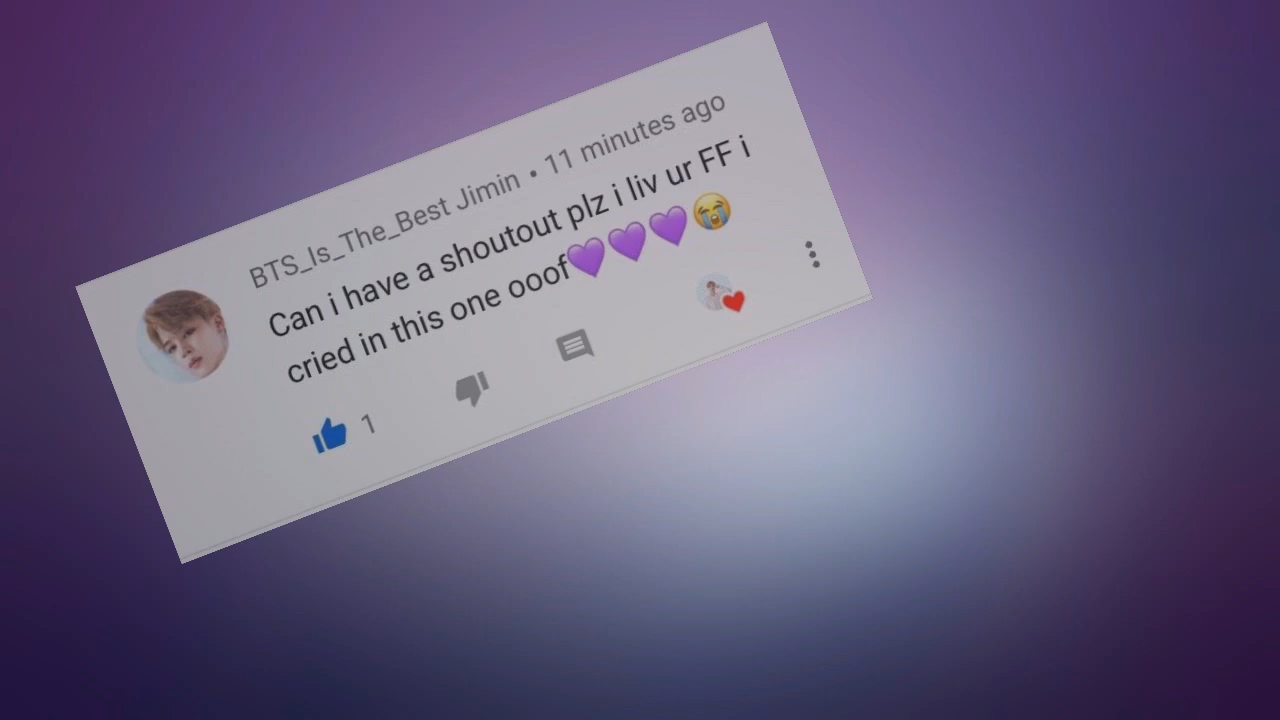 BTS_Is_The_Best Jimin • 11 minutes ago
Can i have a shoutout plz i liv ur FF i
cried in this one ooof💜💜💜😭
1